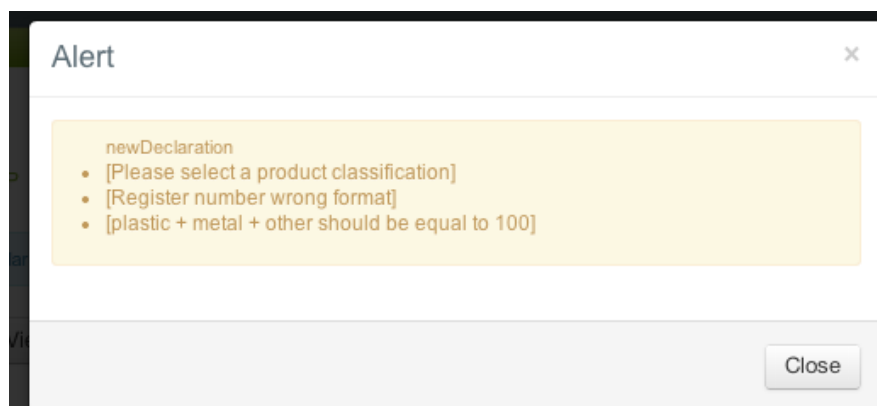 Alert
×
newDeclaration
• [Please select a product classification]
• [Register number wrong format]
• [plastic + metal + other should be equal to 100]
Close